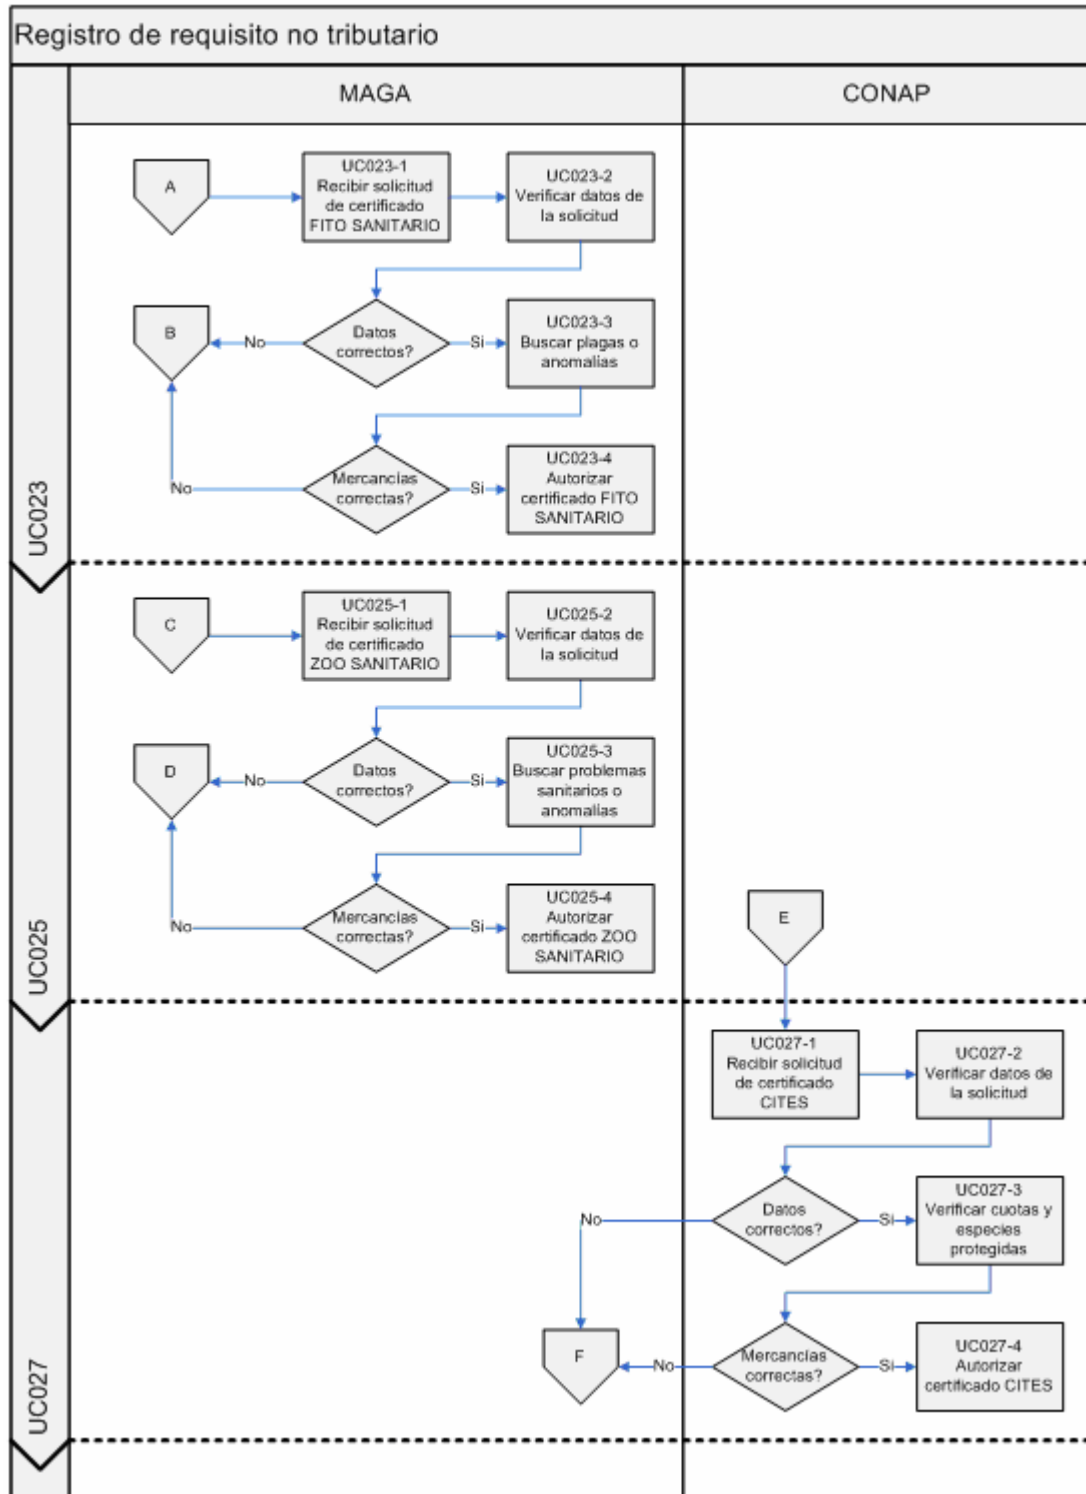 Registro de requisito no tributario
MAGA
CONAP
UC023
A
UC023-1
Recibir solicitud
de certificado
FITO SANITARIO
UC023-2
Verificar datos de
la solicitud
B
No
Datos
correctos?
Si
UC023-3
Buscar plagas o
anomalías
No
Mercancías
correctas?
Si
UC023-4
Autorizar
certificado FITO
SANITARIO
UC025
C
UC025-1
Recibir solicitud
de certificado
ZOO SANITARIO
UC025-2
Verificar datos de
la solicitud
D
No
Datos
correctos?
Si
UC025-3
Buscar problemas
sanitarios o
anomalías
No
Mercancías
correctas?
Si
UC025-4
Autorizar
certificado ZOO
SANITARIO
E
UC027
UC027-1
Recibir solicitud
de certificado
CITES
UC027-2
Verificar datos de
la solicitud
No
Datos
correctos?
Si
UC027-3
Verificar cuotas y
especies
protegidas
F
No
Mercancías
correctas?
Si
UC027-4
Autorizar
certificado CITES